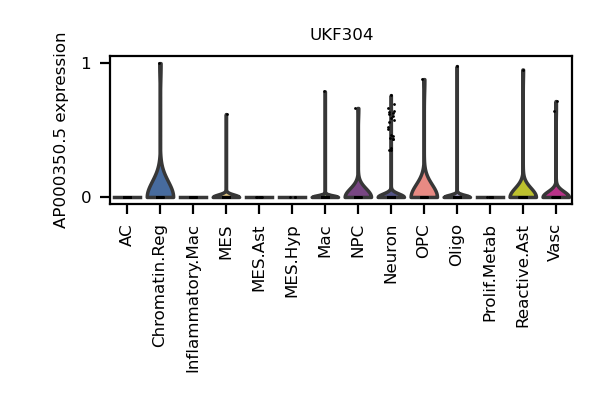 UKF304
AP000350.5 expression
1
0
AC
Chromatin.Reg
Inflammatory.Mac
MES
MES.Ast
MES.Hyp
Mac
NPC
Neuron
OPC
Oligo
Prolif.Metab
Reactive.Ast
Vasc